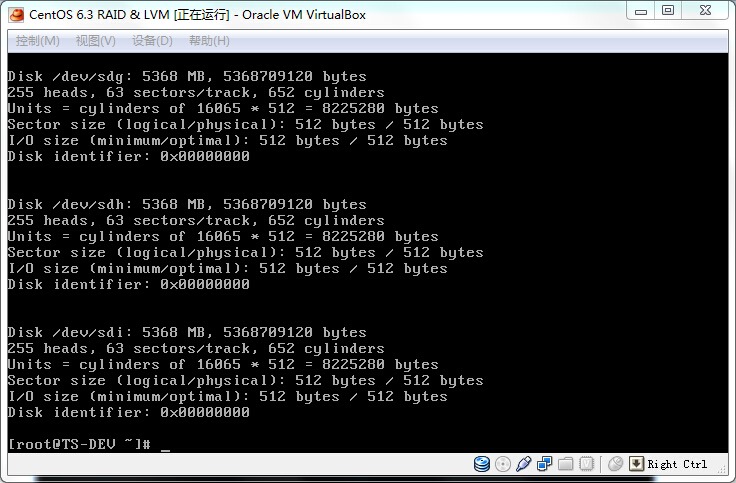 CentOS 6.3 RAID & LVM [正在运行] - Oracle VM VirtualBox
控制(M) 视图(V) 设备(D) 帮助(H)
Disk /dev/sdg: 5368 MB, 5368709120 bytes
255 heads, 63 sectors/track, 652 cylinders
Units = cylinders of 16065 * 512 = 8225280 bytes
Sector size (logical/physical): 512 bytes / 512 bytes
I/O size (minimum/optimal): 512 bytes / 512 bytes
Disk identifier: 0x00000000
Disk /dev/sdh: 5368 MB, 5368709120 bytes
255 heads, 63 sectors/track, 652 cylinders
Units = cylinders of 16065 * 512 = 8225280 bytes
Sector size (logical/physical): 512 bytes / 512 bytes
I/O size (minimum/optimal): 512 bytes / 512 bytes
Disk identifier: 0x00000000
Disk /dev/sdi: 5368 MB, 5368709120 bytes
255 heads, 63 sectors/track, 652 cylinders
Units = cylinders of 16065 * 512 = 8225280 bytes
Sector size (logical/physical): 512 bytes / 512 bytes
I/O size (minimum/optimal): 512 bytes / 512 bytes
Disk identifier: 0x00000000
[root@TS-DEV ~]# _
Right Ctrl